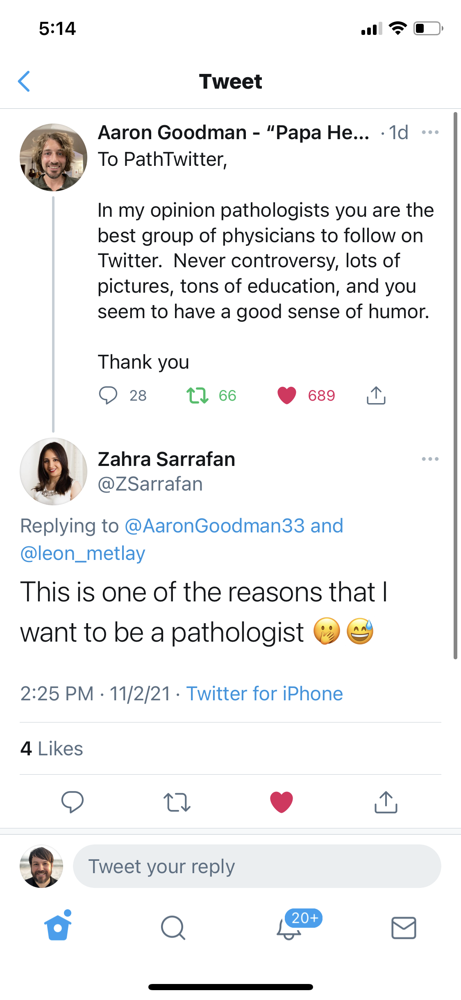 5:14
Tweet
Aaron Goodman - “Papa He... · 1d
To PathTwitter,
In my opinion pathologists you are the
best group of physicians to follow on
Twitter.  Never controversy, lots of
pictures, tons of education, and you
seem to have a good sense of humor.
Thank you
28 66 689
Zahra Sarrafan
@ZSarrafan
Replying to @AaronGoodman33 and
@leon_metlay
This is one of the reasons that I
want to be a pathologist 🤭😅
2:25 PM · 11/2/21 · Twitter for iPhone
4 Likes
Tweet your reply
20+